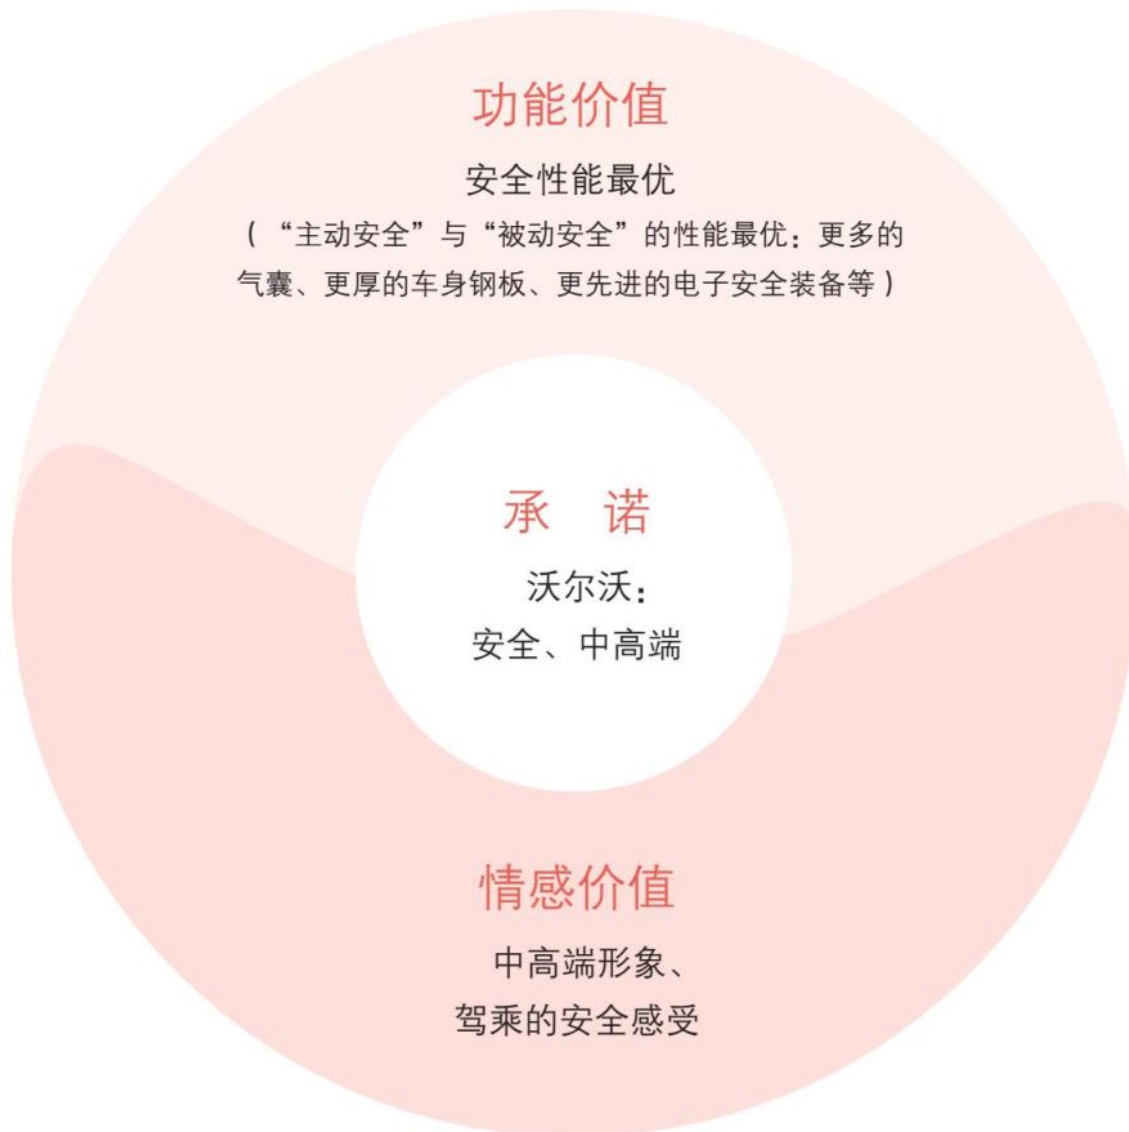 功能价值
安全性能最优
（“主动安全”与“被动安全”的性能最优：更多的
气囊、更厚的车身钢板、更先进的电子安全装备等）
承 诺
沃尔沃：
安全、中高端
情感价值
中高端形象、
驾乘的安全感受